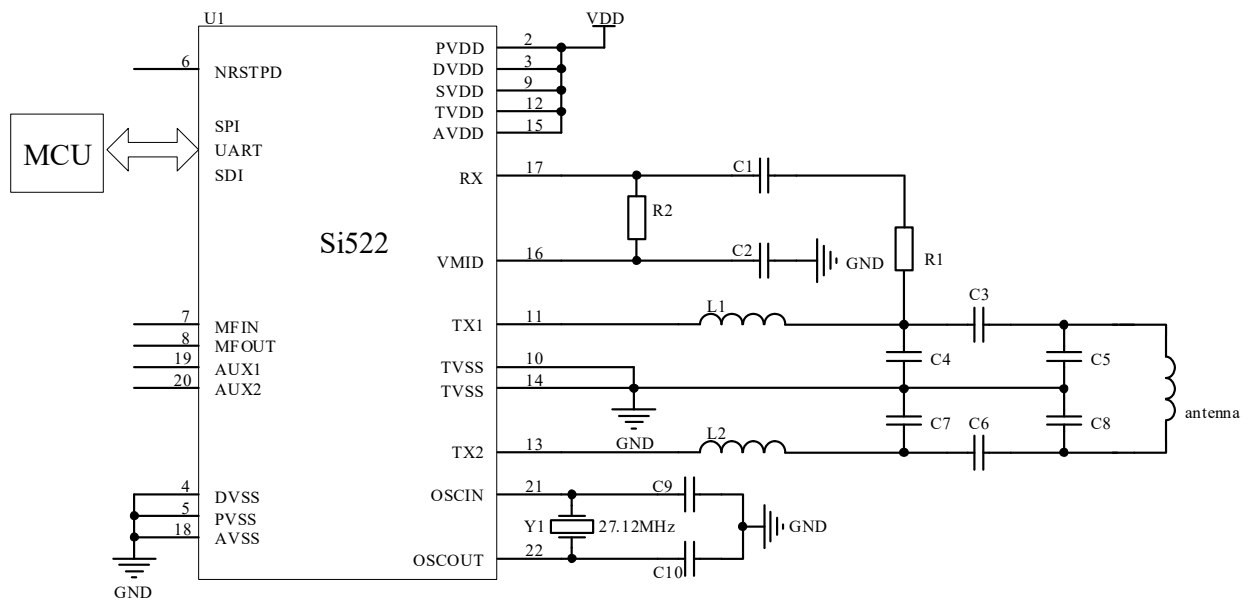 U1
VDD
6 NRSTPD
MCU
SPI
UART
SDI
Si522
PVDD 2
DVDD 3
SVDD 9
TVDD 12
AVDD 15
RX 17
C1
R2
VMID 16
C2
GND
R1
7 MFIN
8 MFOUT
19 AUX1
20 AUX2
TX1 11
L1
C3
C4
C5
TVSS 10
TVSS 14
GND
antenna
C7
C6
C8
TX2 13
L2
4 DVSS
5 PVSS
18 AVSS
GND
OSCIN 21
C9
Y1 27.12MHz
GND
OSCOUT 22
C10